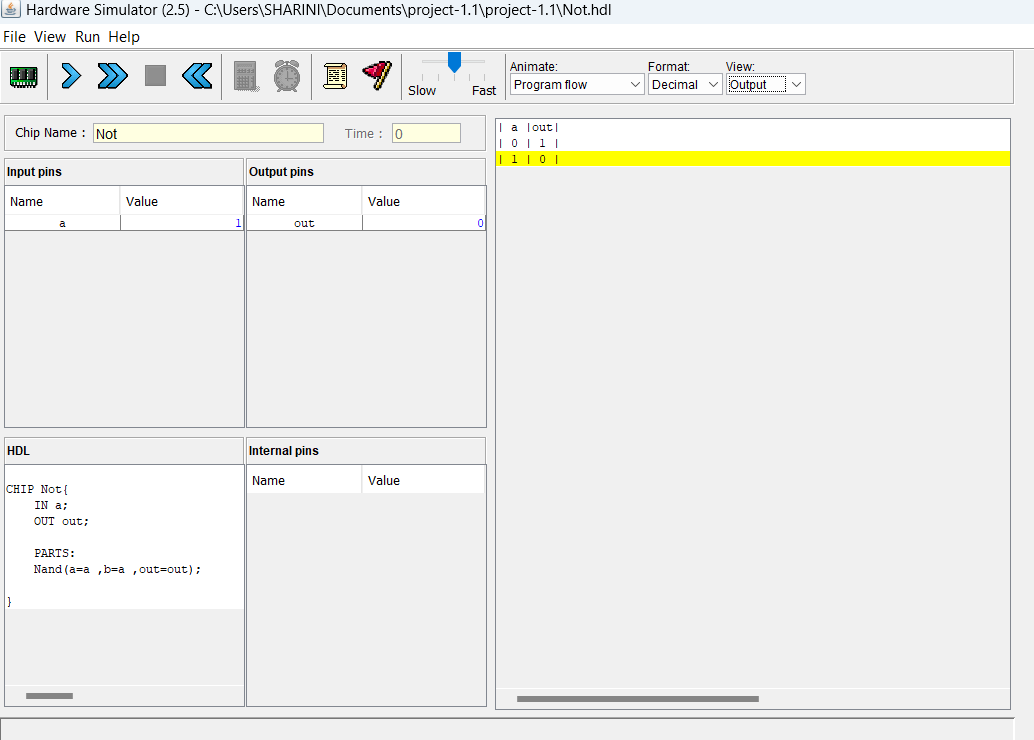 Hardware Simulator (2.5) - C:\Users\SHARINI\Documents\project-1.1\project-1.1\Not.hdl
File View Run Help
Slow Fast
Animate: Format: View:
Program flow Decimal Output
Chip Name : Not Time : 0
Input pins
Name Value
a 1
Output pins
Name Value
out 0
HDL
CHIP Not{
    IN a;
    OUT out;
    PARTS:
    Nand(a=a ,b=a ,out=out);
}
Internal pins
Name Value
| a |out|
| 0 | 1 |
| 1 | 0 |